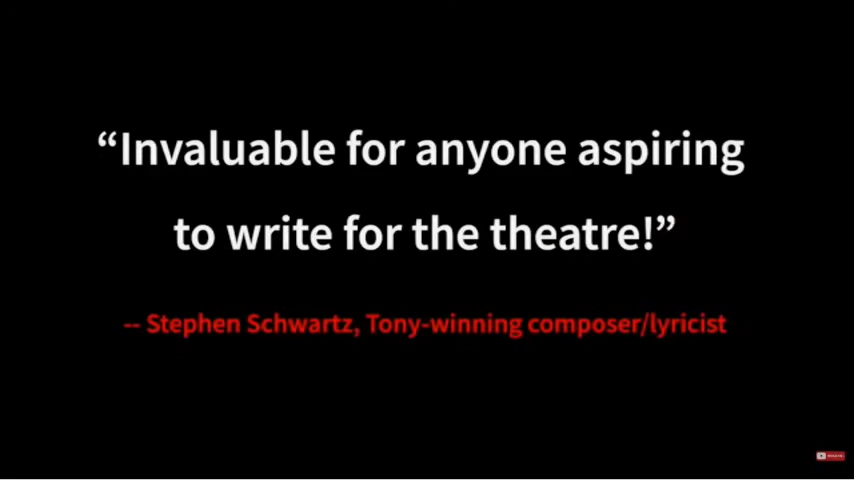 “Invaluable for anyone aspiring
to write for the theatre!”
-- Stephen Schwartz, Tony-winning composer/lyricist